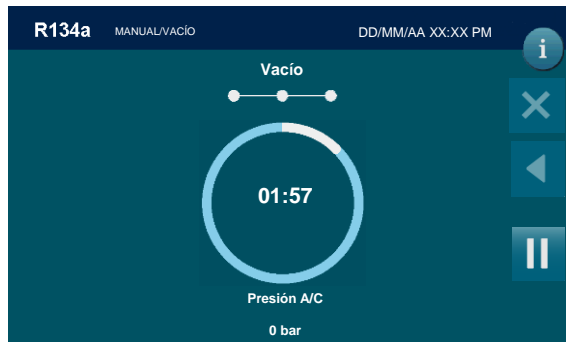 R134a MANUAL/VACÍO DD/MM/AA XX:XX PM
i
Vacío
01:57
Presión A/C
0 bar